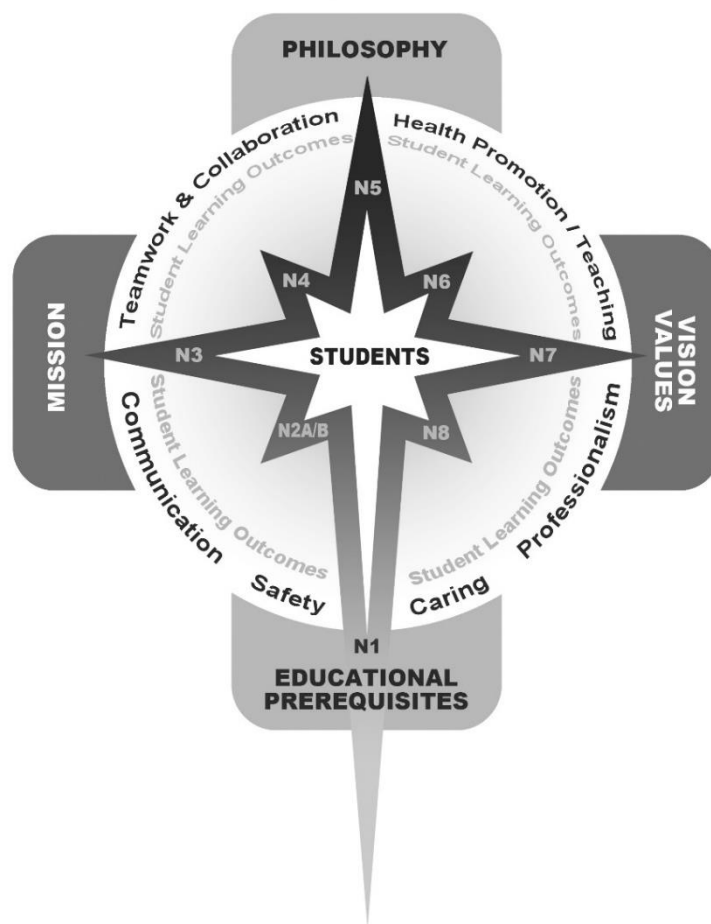 PHILOSOPHY
Teamwork & Collaboration
Health Promotion / Teaching
Student Learning Outcomes
Student Learning Outcomes
N5
N4
N6
MISSION
N3
STUDENTS
N7
VISION
VALUES
N2A/B
N8
Student Learning Outcomes
Student Learning Outcomes
Communication
Safety
Caring
Professionalism
N1
EDUCATIONAL
PREREQUISITES